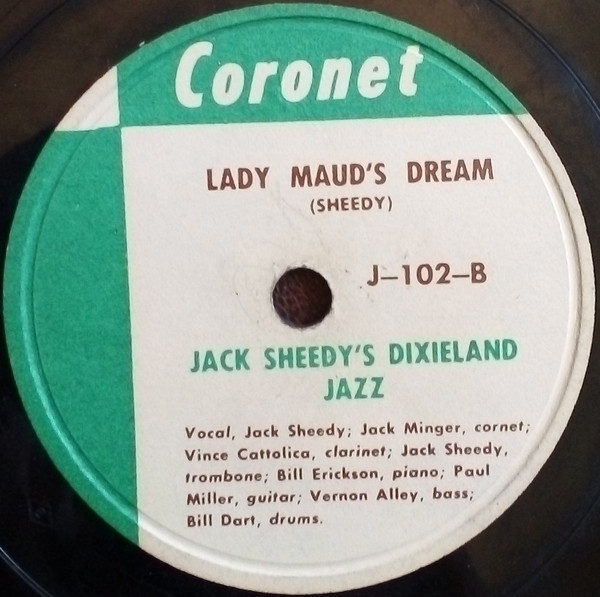 Coronet
LADY MAUD'S DREAM
(SHEEDY)
J–102–B
JACK SHEEDY'S DIXIELAND
JAZZ
Vocal, Jack Sheedy; Jack Minger, cornet;
Vince Cattolica, clarinet; Jack Sheedy,
trombone; Bill Erickson, piano; Paul
Miller, guitar; Vernon Alley, bass;
Bill Dart, drums.